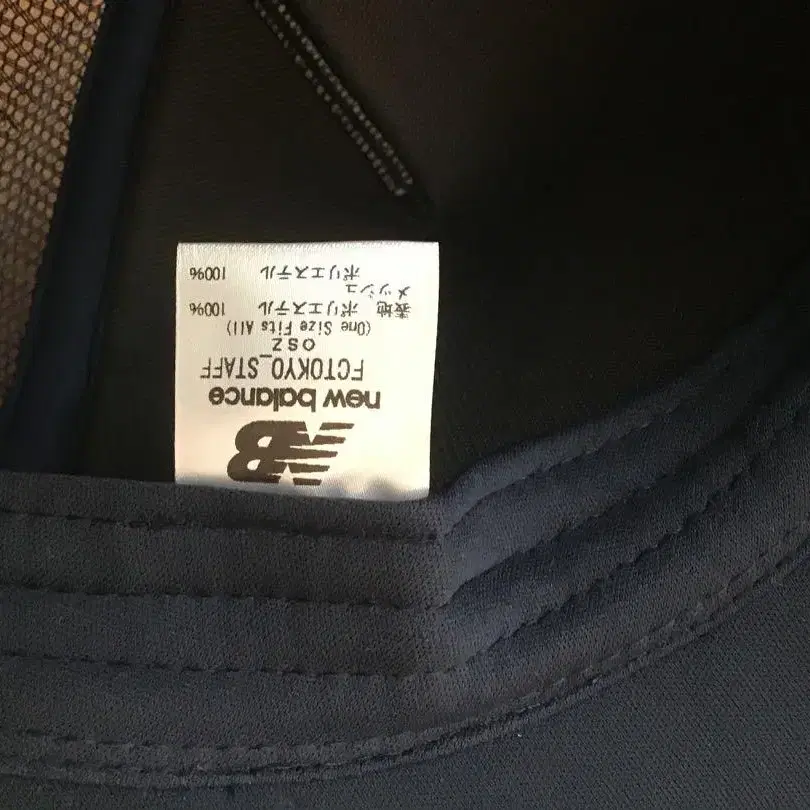 NB
new balance
FCTOKYO_STAFF
OSZ
(One Size Fits All)
表地 ポリエステル 100%
メッシュ
ポリエステル 100%